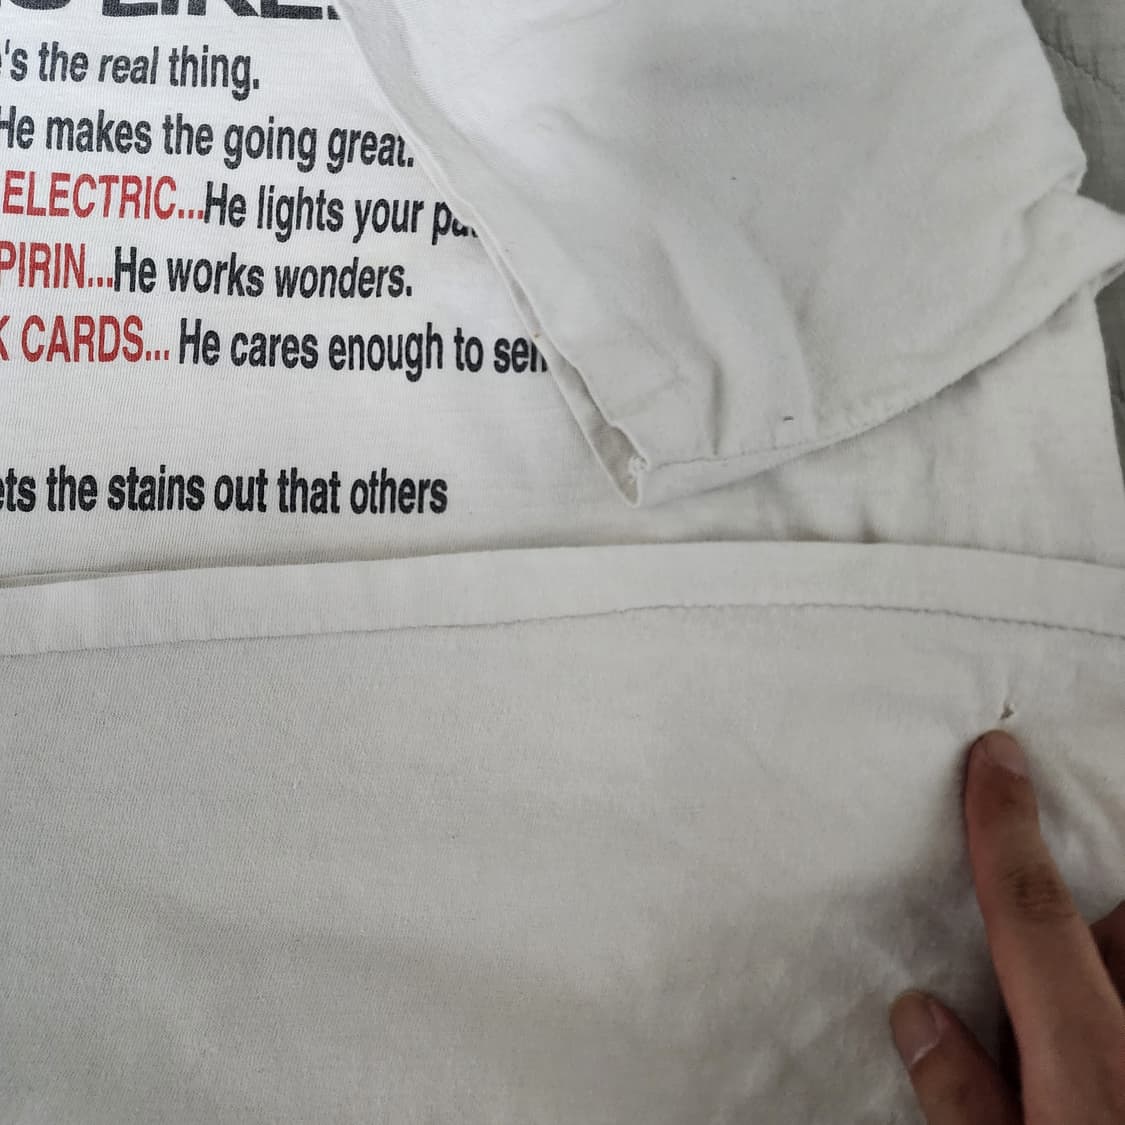 LIKE
's the real thing.
He makes the going great.
ELECTRIC...He lights your
PIRIN...He works wonders.
K CARDS... He cares enough to
ts the stains out that others